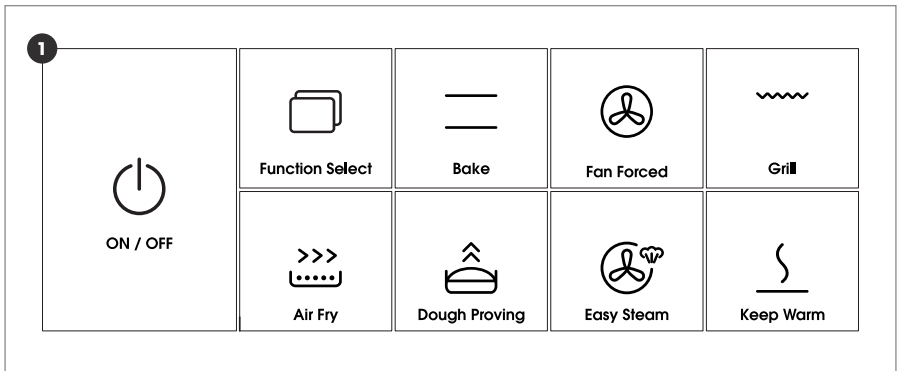 1
Function Select
Bake
Fan Forced
Grill
ON / OFF
Air Fry
Dough Proving
Easy Steam
Keep Warm